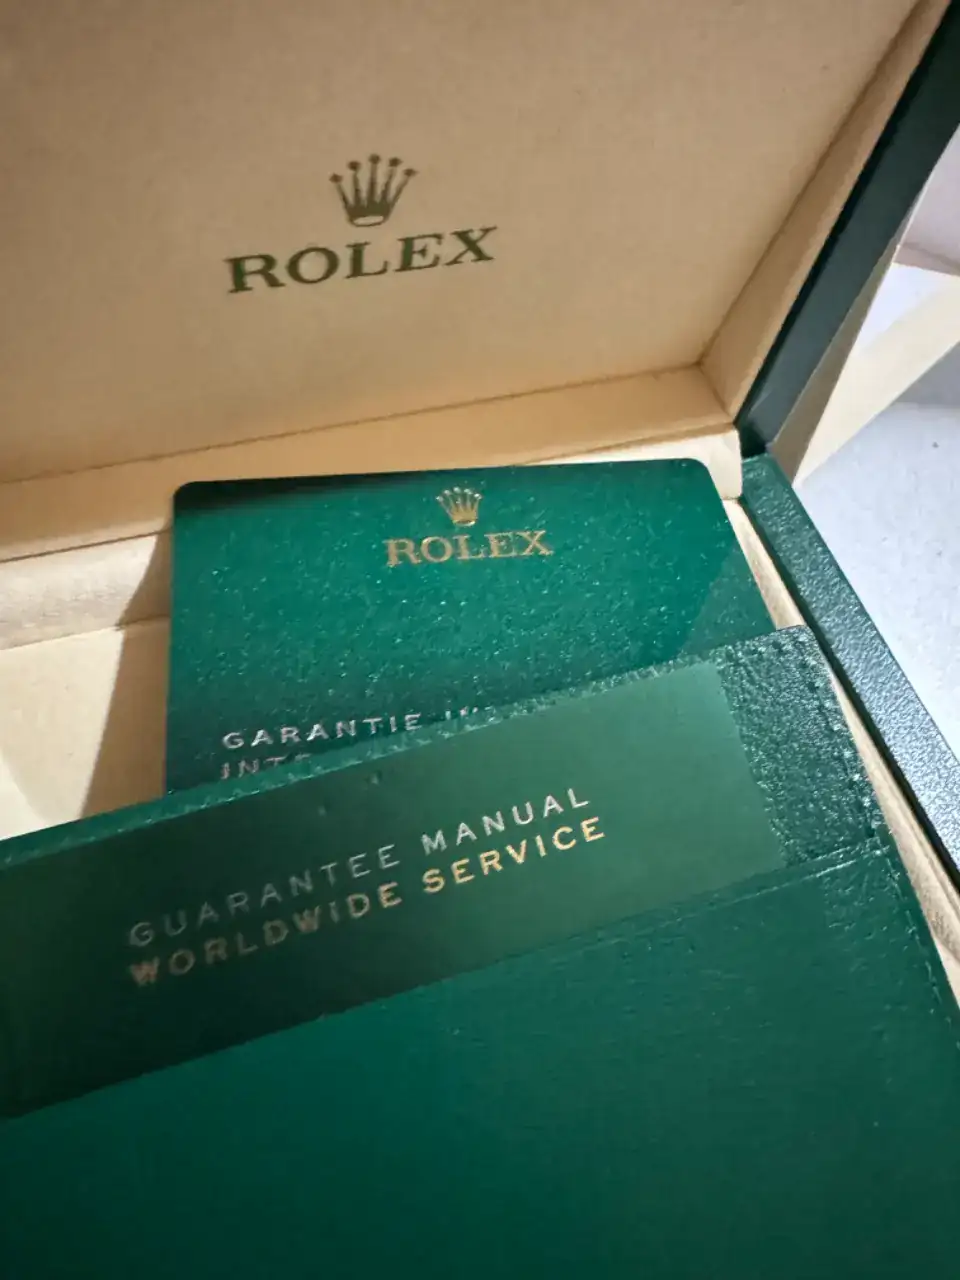 ROLEX
ROLEX
GARANTIE
GUARANTEE MANUAL
WORLDWIDE SERVICE